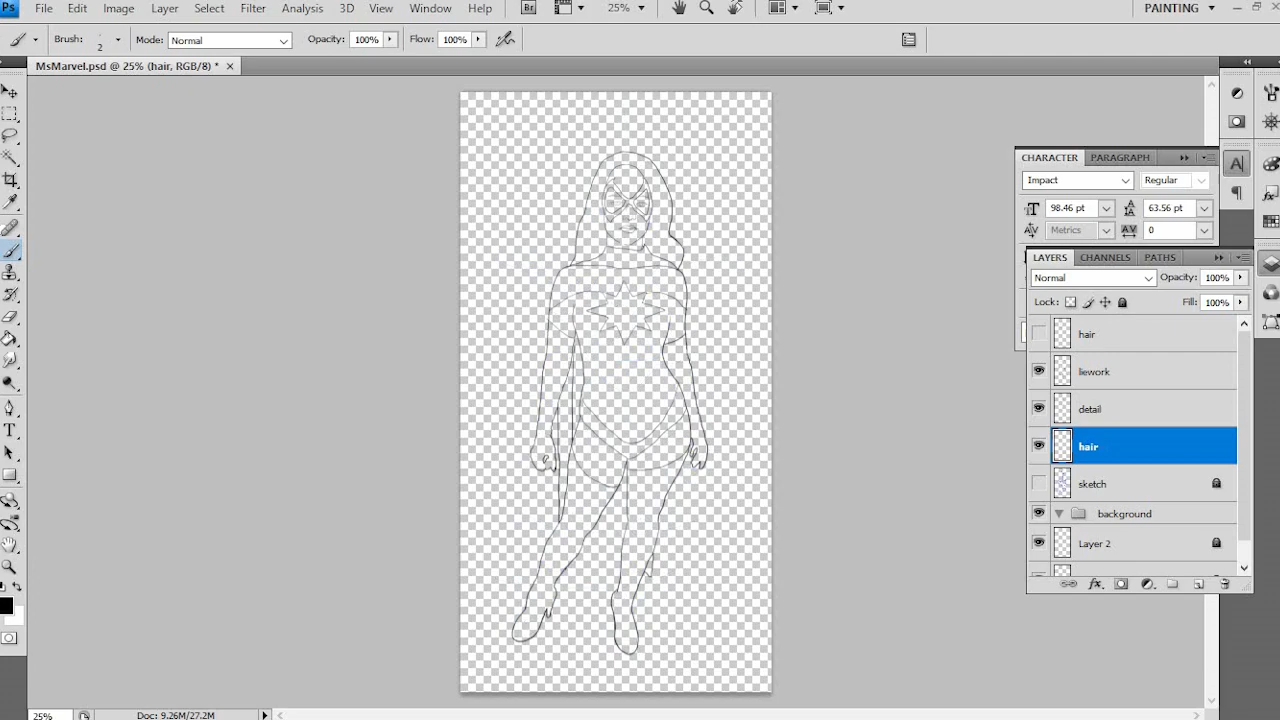 Ps File Edit Image Layer Select Filter Analysis 3D View Window Help Br 25% PAINTING
Brush: 2 Mode: Normal Opacity: 100% Flow: 100%
MsMarvel.psd @ 25% (hair, RGB/8) *
CHARACTER PARAGRAPH
Impact Regular
98.46 pt 63.56 pt
Metrics 0
LAYERS CHANNELS PATHS
Normal Opacity: 100%
Lock: Fill: 100%
hair
liework
detail
hair
sketch
background
Layer 2
25% Doc: 9.26M/27.2M